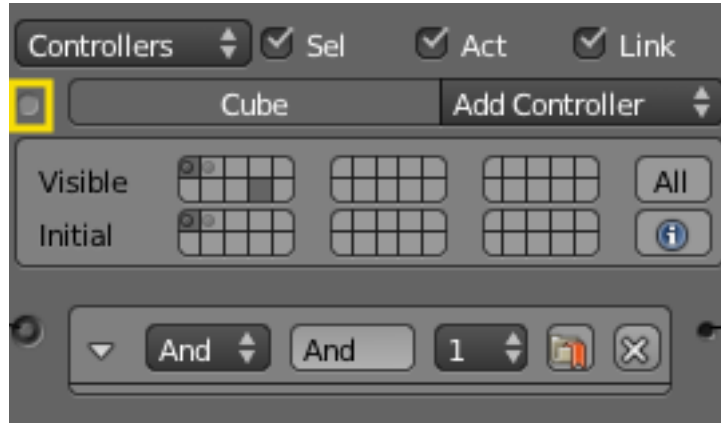 Controllers Sel Act Link
Cube Add Controller
Visible All
Initial
And And 1